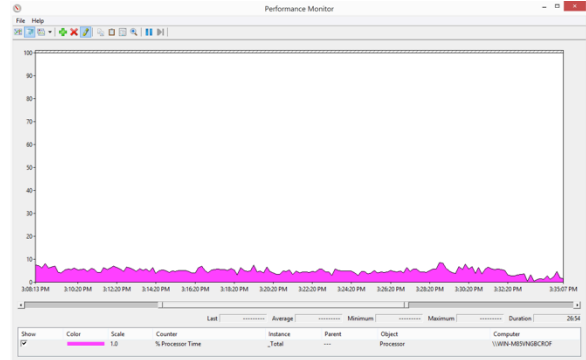 Performance Monitor
File Help
100
90
80
70
60
50
40
30
20
10
0
3:08:13 PM 3:10:20 PM 3:12:20 PM 3:14:20 PM 3:16:20 PM 3:18:20 PM 3:20:20 PM 3:22:20 PM 3:24:20 PM 3:26:20 PM 3:28:20 PM 3:30:20 PM 3:32:20 PM 3:35:07 PM
Last --------- Average --------- Minimum --------- Maximum --------- Duration 26:54
Show Color Scale Counter Instance Parent Object Computer
1.0 % Processor Time _Total --- Processor